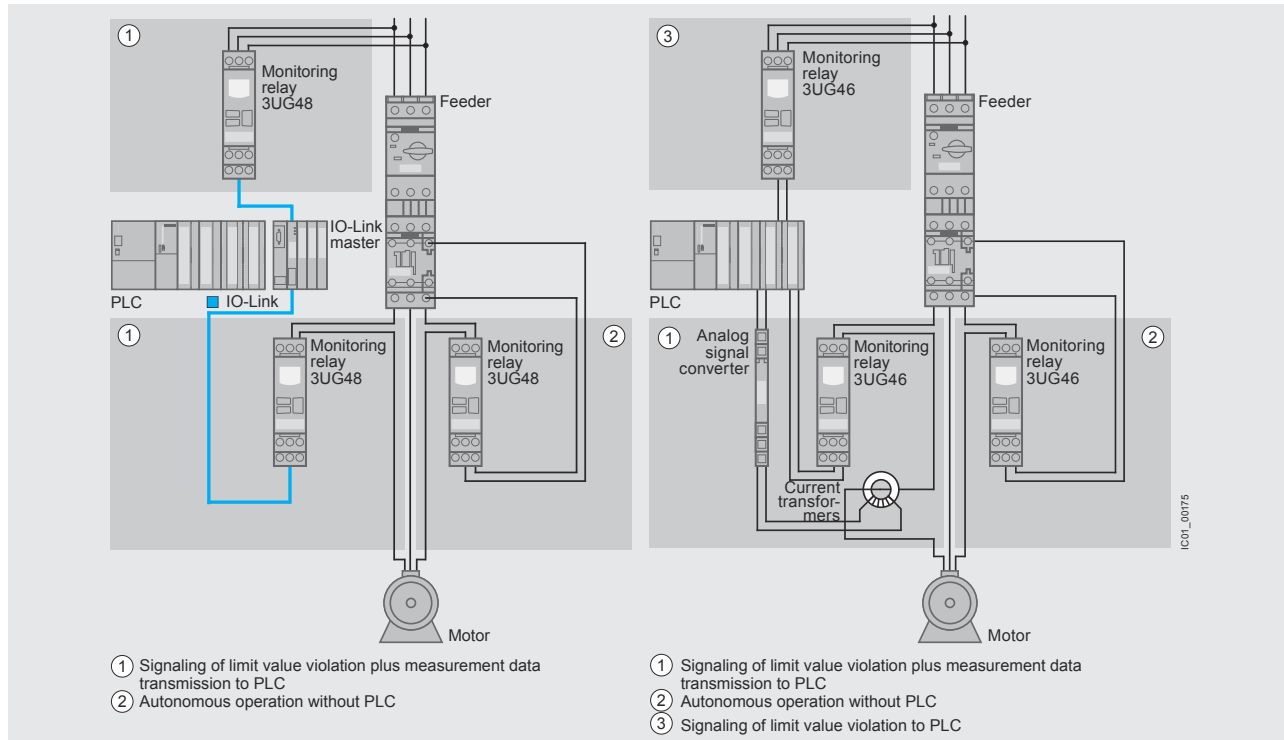 1
Monitoring
relay
3UG48
Feeder
IO-Link
master
PLC
IO-Link
1
Monitoring
relay
3UG48
Monitoring
relay
3UG48
2
Motor
1 Signaling of limit value violation plus measurement data
transmission to PLC
2 Autonomous operation without PLC
3
Monitoring
relay
3UG46
Feeder
PLC
1
Analog
signal
converter
Monitoring
relay
3UG46
Monitoring
relay
3UG46
2
Current
transfor-
mers
Motor
1 Signaling of limit value violation plus measurement data
transmission to PLC
2 Autonomous operation without PLC
3 Signaling of limit value violation to PLC
IC01_00175